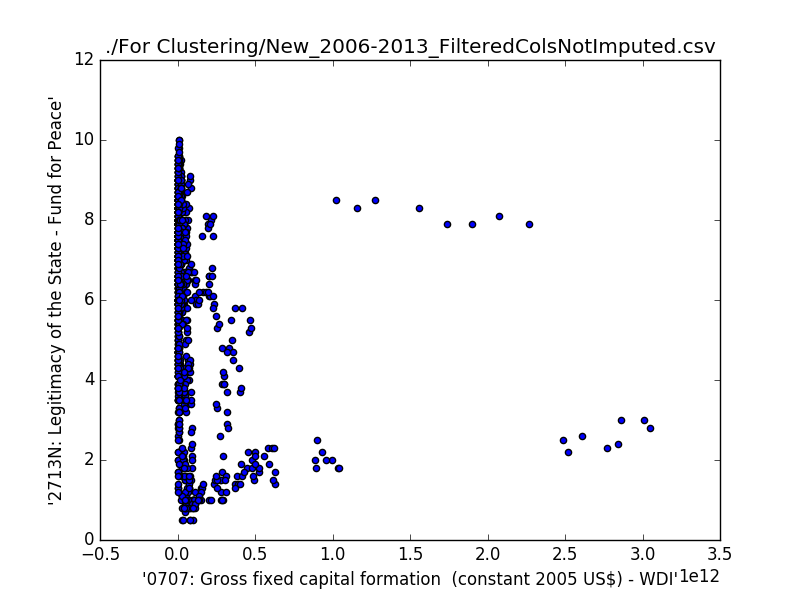 ./For Clustering/New_2006-2013_FilteredColsNotImputed.csv
12
10
8
6
4
2
0
'2713N: Legitimacy of the State - Fund for Peace'
−0.5 0.0 0.5 1.0 1.5 2.0 2.5 3.0 3.5
1e12
'0707: Gross fixed capital formation  (constant 2005 US$) - WDI'